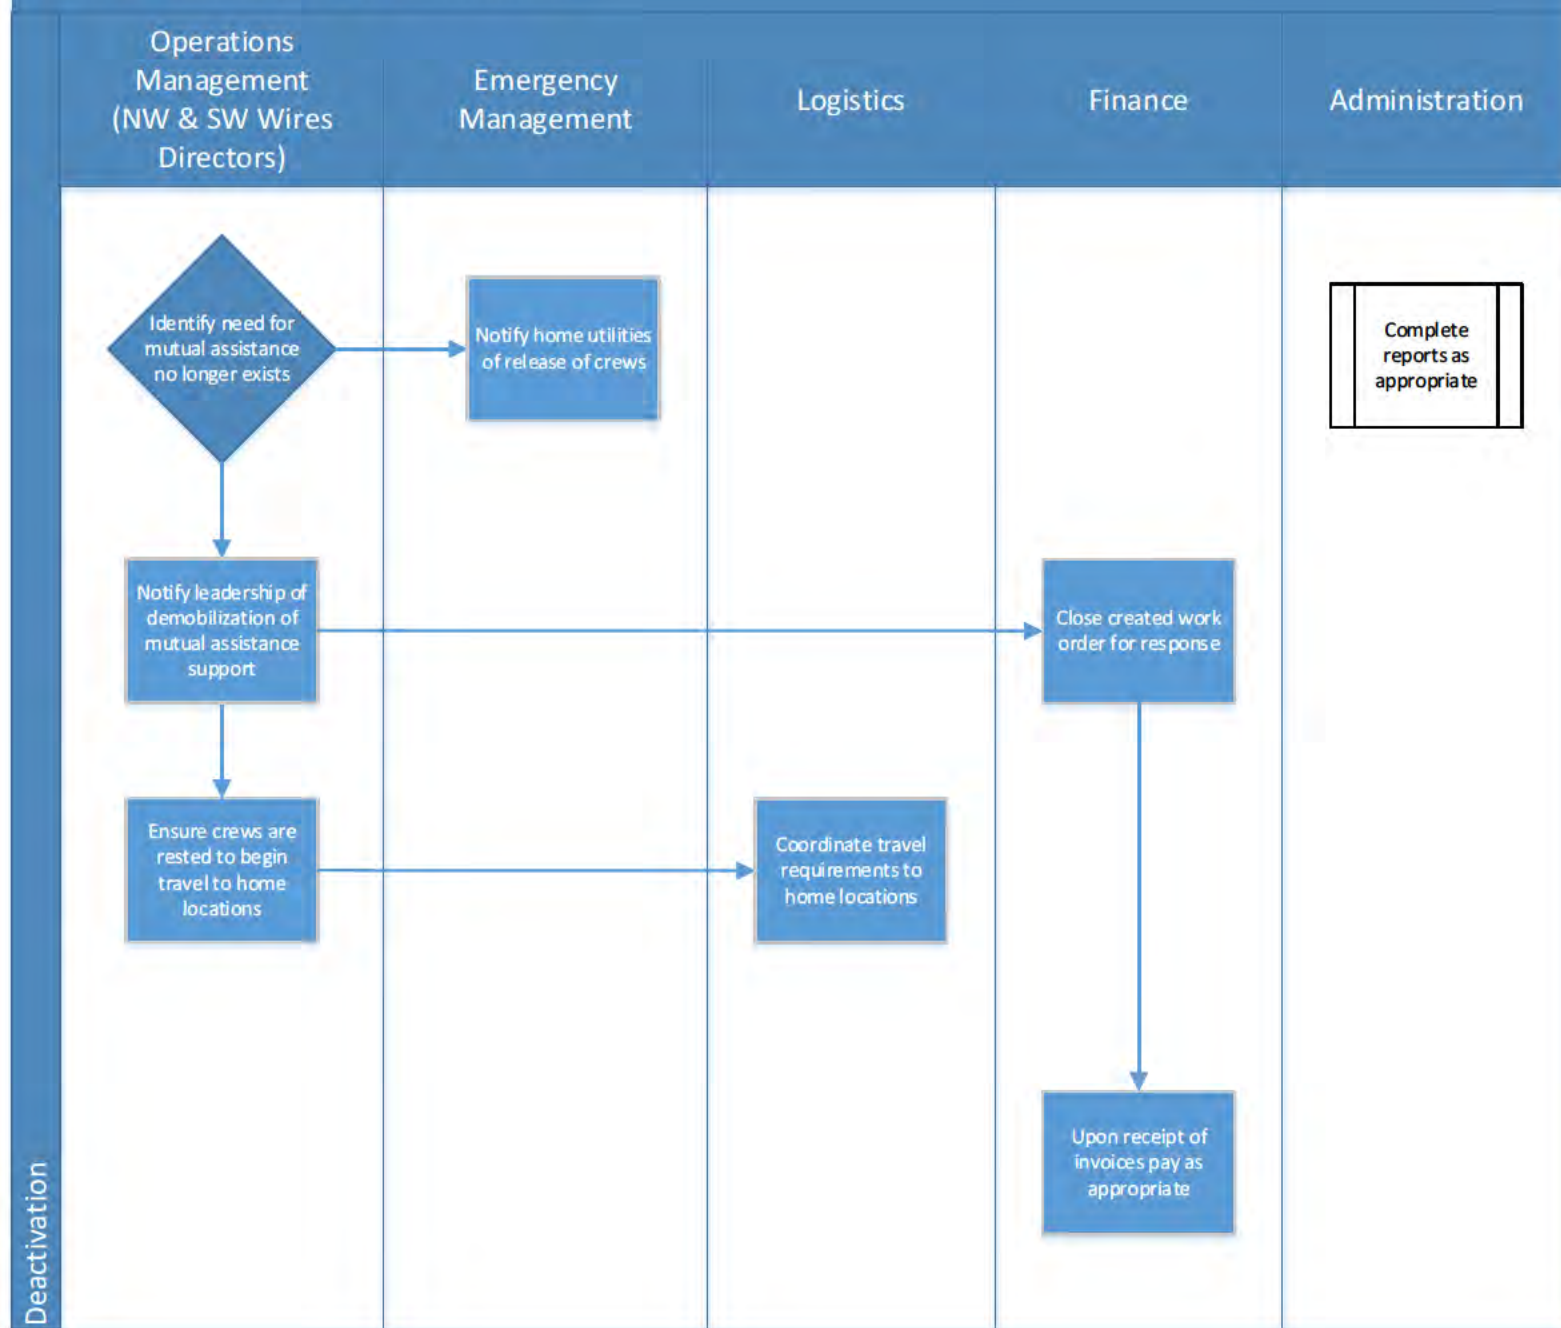 Operations
Management
(NW & SW Wires
Directors)
Emergency
Management
Logistics
Finance
Administration
Identify need for
mutual assistance
no longer exists
Notify home utilities
of release of crews
Complete
reports as
appropriate
Notify leadership of
demobilization of
mutual assistance
support
Close created work
order for response
Ensure crews are
rested to begin
travel to home
locations
Coordinate travel
requirements to
home locations
Upon receipt of
invoices pay as
appropriate
Deactivation